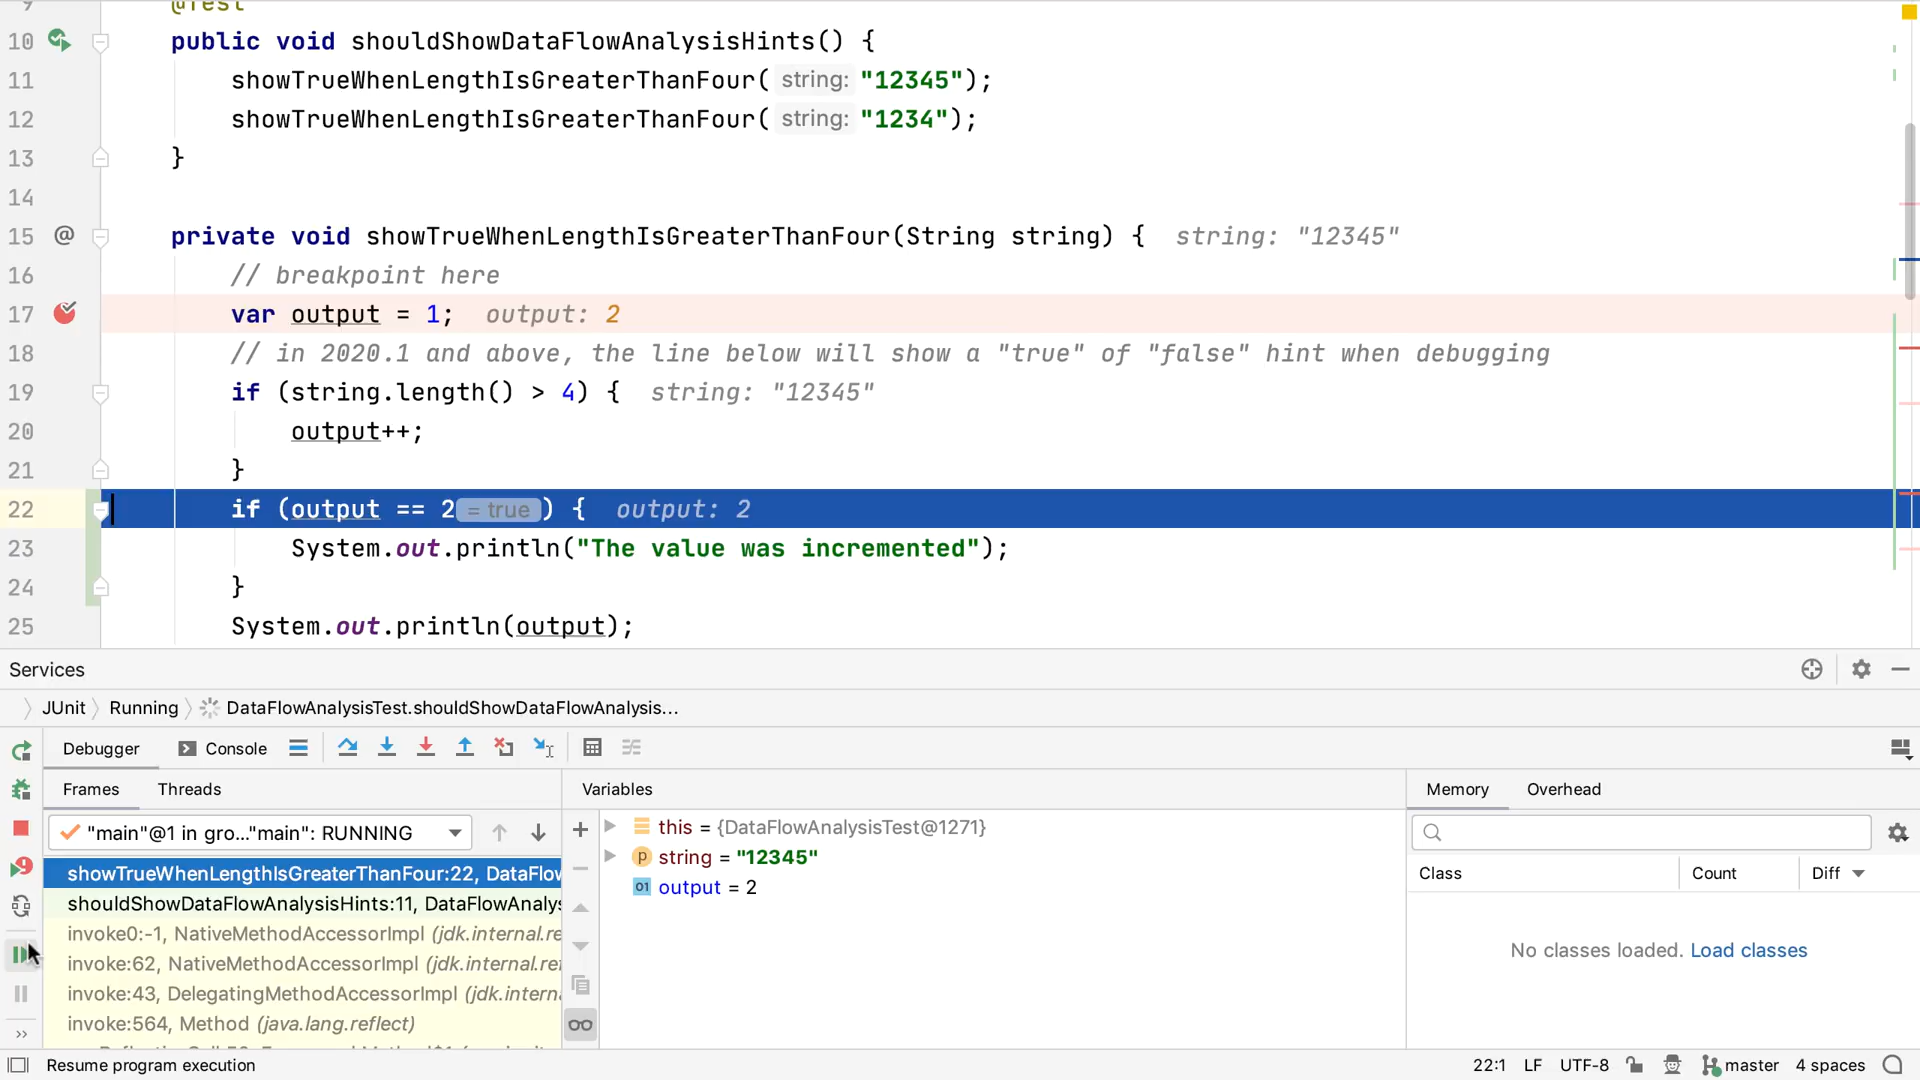 9 @Test
10 public void shouldShowDataFlowAnalysisHints() {
11 showTrueWhenLengthIsGreaterThanFour( string: "12345");
12 showTrueWhenLengthIsGreaterThanFour( string: "1234");
13 }
14
15 @ private void showTrueWhenLengthIsGreaterThanFour(String string) { string: "12345"
16 // breakpoint here
17 var output = 1; output: 2
18 // in 2020.1 and above, the line below will show a "true" of "false" hint when debugging
19 if (string.length() > 4) { string: "12345"
20 output++;
21 }
22 if (output == 2 = true ) { output: 2
23 System.out.println("The value was incremented");
24 }
25 System.out.println(output);
Services
JUnit Running DataFlowAnalysisTest.shouldShowDataFlowAnalysis...
Debugger Console
Frames Threads
"main"@1 in gro..."main": RUNNING
showTrueWhenLengthIsGreaterThanFour:22, DataFlow
shouldShowDataFlowAnalysisHints:11, DataFlowAnalys
invoke0:-1, NativeMethodAccessorImpl (jdk.internal.re
invoke:62, NativeMethodAccessorImpl (jdk.internal.ref
invoke:43, DelegatingMethodAccessorImpl (jdk.intern
invoke:564, Method (java.lang.reflect)
Variables
this = {DataFlowAnalysisTest@1271}
p string = "12345"
01 output = 2
Memory Overhead
Class Count Diff
No classes loaded. Load classes
Resume program execution
22:1 LF UTF-8 master 4 spaces